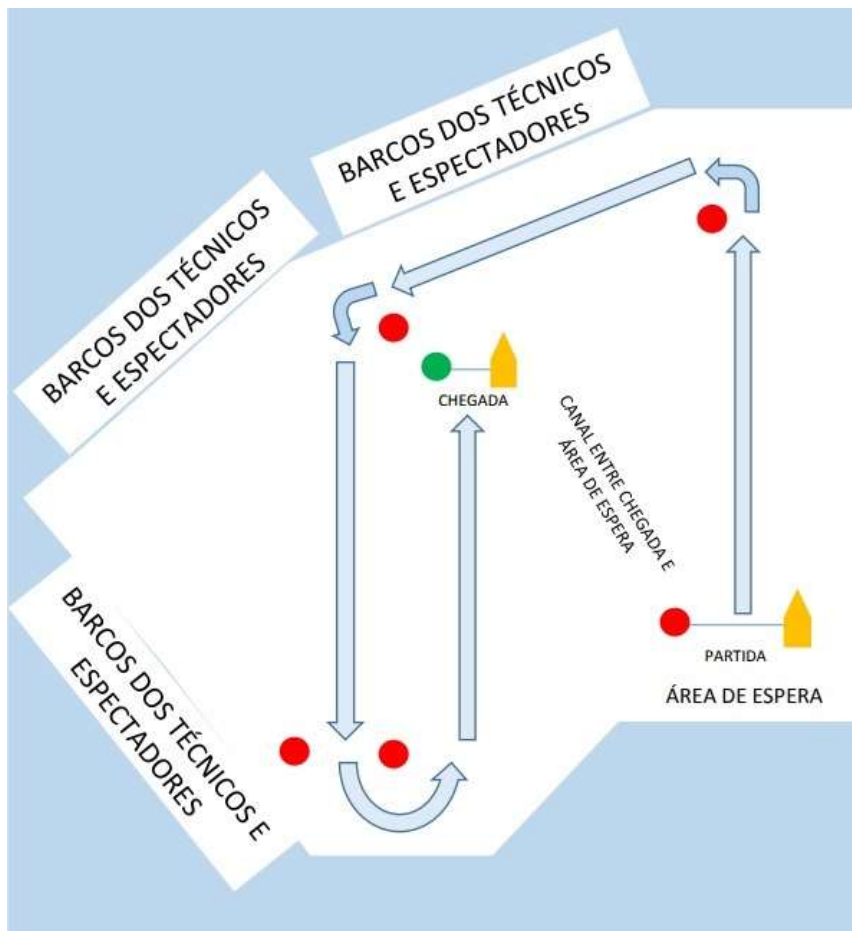 BARCOS DOS TÉCNICOS
E ESPECTADORES
BARCOS DOS TÉCNICOS
E ESPECTADORES
CHEGADA
CANAL ENTRE CHEGADA E
ÁREA DE ESPERA
PARTIDA
ÁREA DE ESPERA
BARCOS DOS TÉCNICOS E
ESPECTADORES